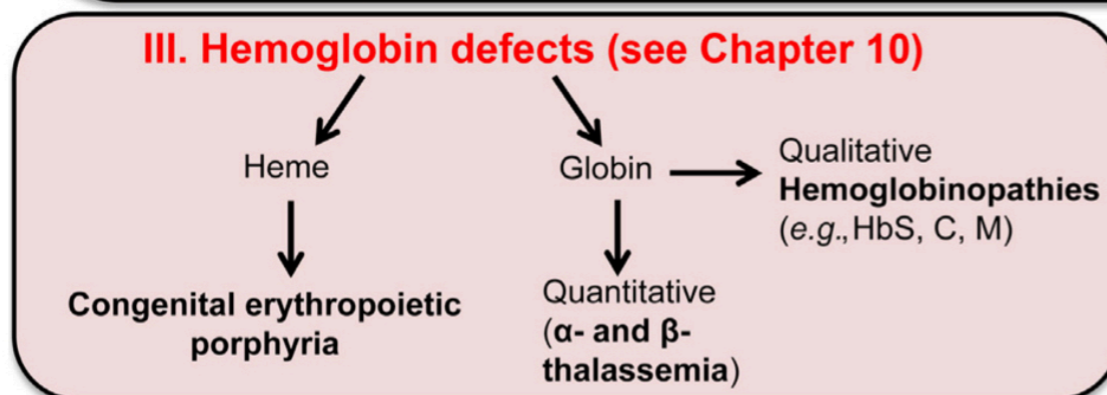 III. Hemoglobin defects (see Chapter 10)
Heme
Globin
Qualitative
Hemoglobinopathies
(e.g.,HbS, C, M)
Congenital erythropoietic
porphyria
Quantitative
(α- and β-
thalassemia)